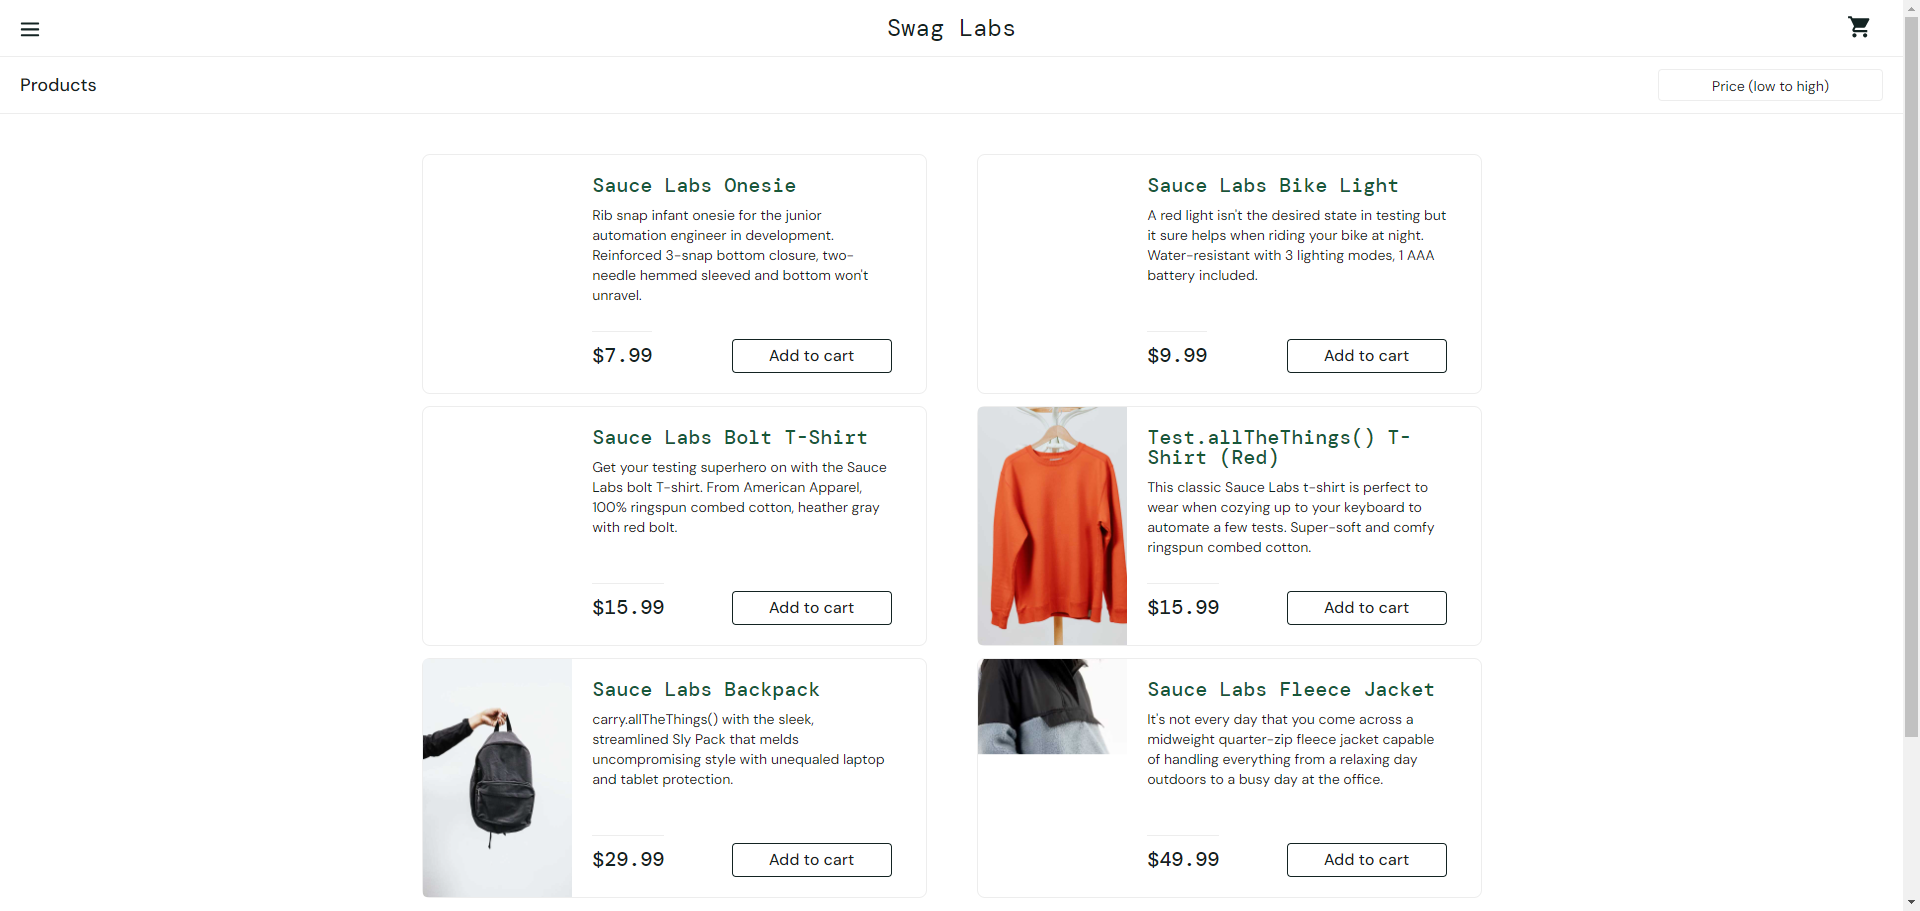 Swag Labs
Products
Price (low to high)
Sauce Labs Onesie
Rib snap infant onesie for the junior
automation engineer in development.
Reinforced 3-snap bottom closure, two-
needle hemmed sleeved and bottom won't
unravel.
$7.99
Add to cart
Sauce Labs Bike Light
A red light isn't the desired state in testing but
it sure helps when riding your bike at night.
Water-resistant with 3 lighting modes, 1 AAA
battery included.
$9.99
Add to cart
Sauce Labs Bolt T-Shirt
Get your testing superhero on with the Sauce
Labs bolt T-shirt. From American Apparel,
100% ringspun combed cotton, heather gray
with red bolt.
$15.99
Add to cart
Test.allTheThings() T-
Shirt (Red)
This classic Sauce Labs t-shirt is perfect to
wear when cozying up to your keyboard to
automate a few tests. Super-soft and comfy
ringspun combed cotton.
$15.99
Add to cart
Sauce Labs Backpack
carry.allTheThings() with the sleek,
streamlined Sly Pack that melds
uncompromising style with unequaled laptop
and tablet protection.
$29.99
Add to cart
Sauce Labs Fleece Jacket
It's not every day that you come across a
midweight quarter-zip fleece jacket capable
of handling everything from a relaxing day
outdoors to a busy day at the office.
$49.99
Add to cart